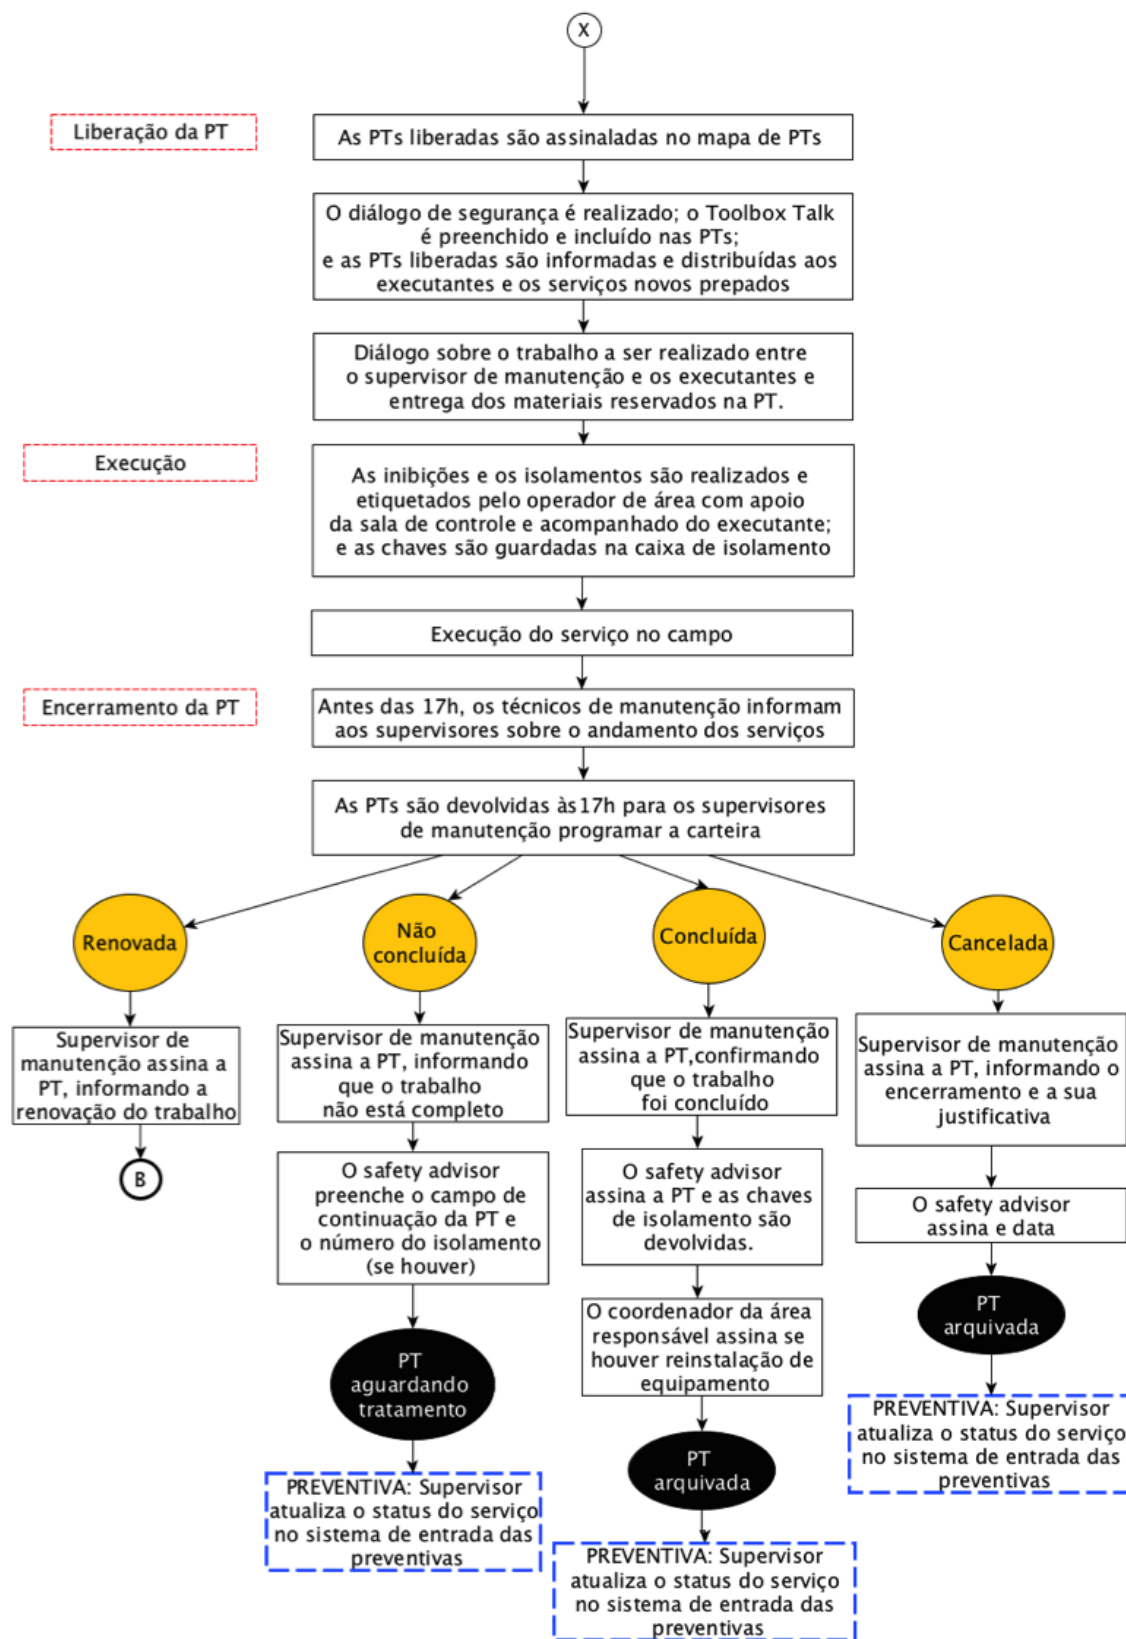 X
Liberação da PT
As PTs liberadas são assinaladas no mapa de PTs
O diálogo de segurança é realizado; o Toolbox Talk
é preenchido e incluído nas PTs;
e as PTs liberadas são informadas e distribuídas aos
executantes e os serviços novos prepados
Diálogo sobre o trabalho a ser realizado entre
o supervisor de manutenção e os executantes e
entrega dos materiais reservados na PT.
Execução
As inibições e os isolamentos são realizados e
etiquetados pelo operador de área com apoio
da sala de controle e acompanhado do executante;
e as chaves são guardadas na caixa de isolamento
Execução do serviço no campo
Encerramento da PT
Antes das 17h, os técnicos de manutenção informam
aos supervisores sobre o andamento dos serviços
As PTs são devolvidas às17h para os supervisores
de manutenção programar a carteira
Renovada
Supervisor de
manutenção assina a
PT, informando a
renovação do trabalho
B
Não
concluída
Supervisor de manutenção
assina a PT, informando
que o trabalho
não está completo
O safety advisor
preenche o campo de
continuação da PT e
o número do isolamento
(se houver)
PT
aguardando
tratamento
PREVENTIVA: Supervisor
atualiza o status do serviço
no sistema de entrada das
preventivas
Concluída
Supervisor de manutenção
assina a PT,confirmando
que o trabalho
foi concluído
O safety advisor
assina a PT e as chaves
de isolamento são
devolvidas.
O coordenador da área
responsável assina se
houver reinstalação de
equipamento
PT
arquivada
PREVENTIVA: Supervisor
atualiza o status do serviço
no sistema de entrada das
preventivas
Cancelada
Supervisor de manutenção
assina a PT, informando o
encerramento e a sua
justificativa
O safety advisor
assina e data
PT
arquivada
PREVENTIVA: Supervisor
atualiza o status do serviço
no sistema de entrada das
preventivas